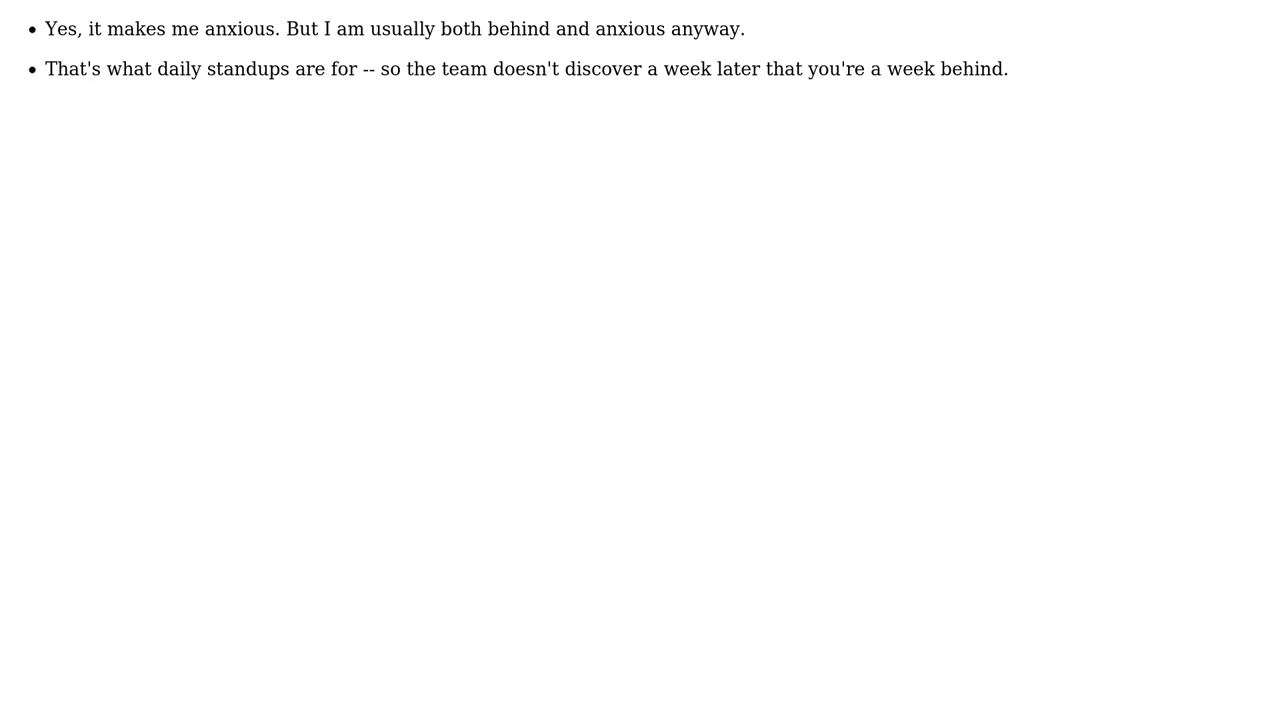 • Yes, it makes me anxious. But I am usually both behind and anxious anyway.
• That's what daily standups are for -- so the team doesn't discover a week later that you're a week behind.